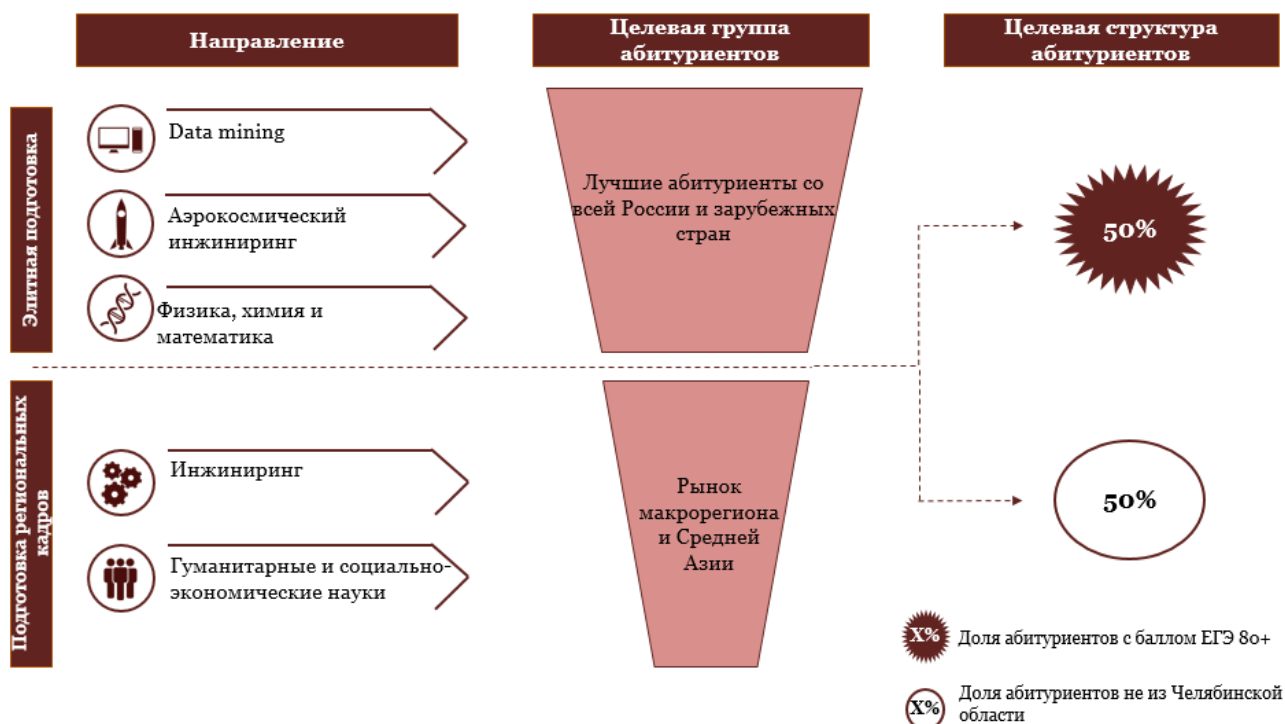 Направление
Целевая группа
абитуриентов
Целевая структура
абитуриентов
Элитная подготовка
Data mining
Аэрокосмический
инжиниринг
Физика, химия и
математика
Лучшие абитуриенты со
всей России и зарубежных
стран
50%
Подготовка региональных
кадров
Инжиниринг
Гуманитарные и социально-
экономические науки
Рынок
макрорегиона
и Средней
Азии
50%
X%
Доля абитуриентов с баллом ЕГЭ 80+
X%
Доля абитуриентов не из Челябинской
области